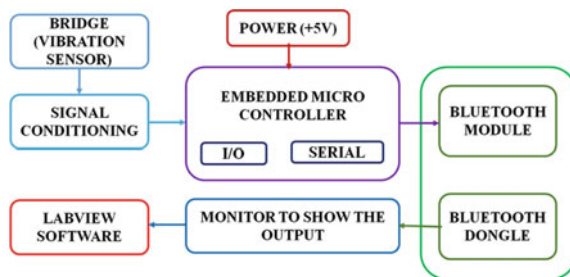 BRIDGE
(VIBRATION
SENSOR)
POWER (+5V)
SIGNAL
CONDITIONING
EMBEDDED MICRO
CONTROLLER
I/O
SERIAL
BLUETOOTH
MODULE
LABVIEW
SOFTWARE
MONITOR TO SHOW THE
OUTPUT
BLUETOOTH
DONGLE